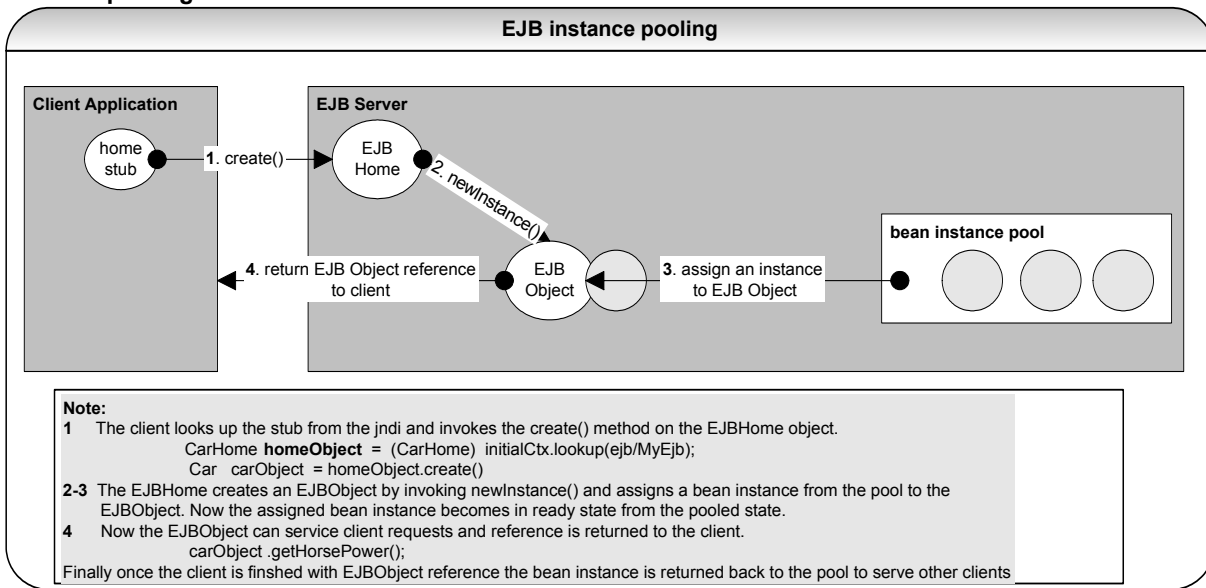 EJB instance pooling
Client Application
EJB Server
home
stub
1. create()
EJB
Home
2. newInstance()
bean instance pool
4. return EJB Object reference
to client
EJB
Object
3. assign an instance
to EJB Object
Note:
1 The client looks up the stub from the jndi and invokes the create() method on the EJBHome object.
CarHome homeObject = (CarHome) initialCtx.lookup(ejb/MyEjb);
Car carObject = homeObject.create()
2-3 The EJBHome creates an EJBObject by invoking newInstance() and assigns a bean instance from the pool to the
EJBObject. Now the assigned bean instance becomes in ready state from the pooled state.
4 Now the EJBObject can service client requests and reference is returned to the client.
carObject .getHorsePower();
Finally once the client is finshed with EJBObject reference the bean instance is returned back to the pool to serve other clients